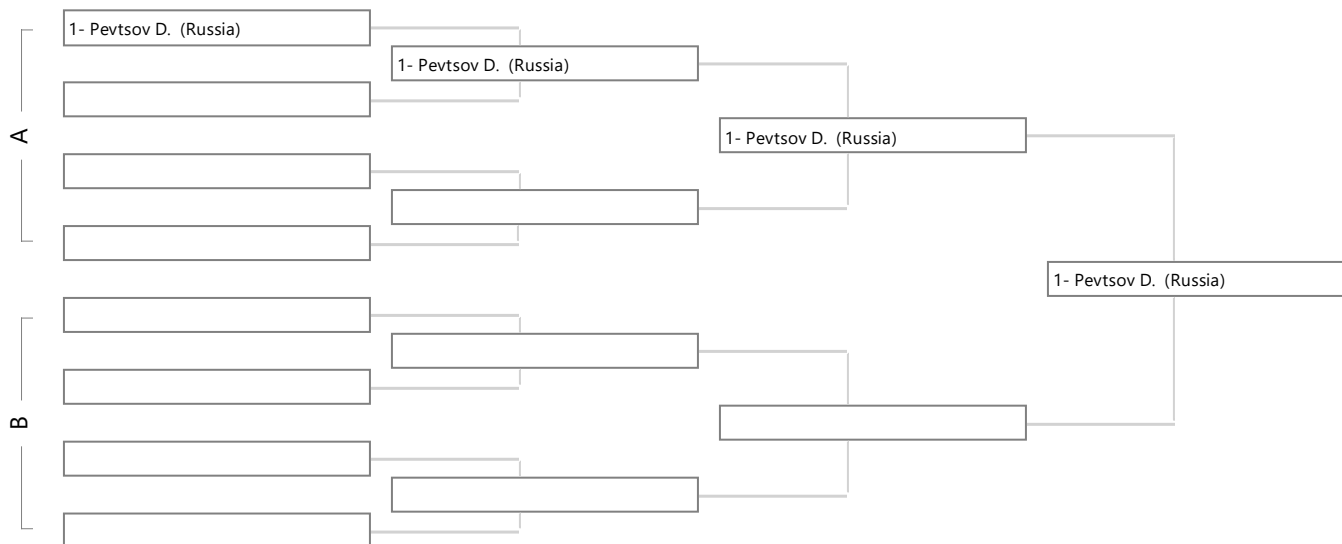 1- Pevtsov D. (Russia)
1- Pevtsov D. (Russia)
1- Pevtsov D. (Russia)
1- Pevtsov D. (Russia)
A
B